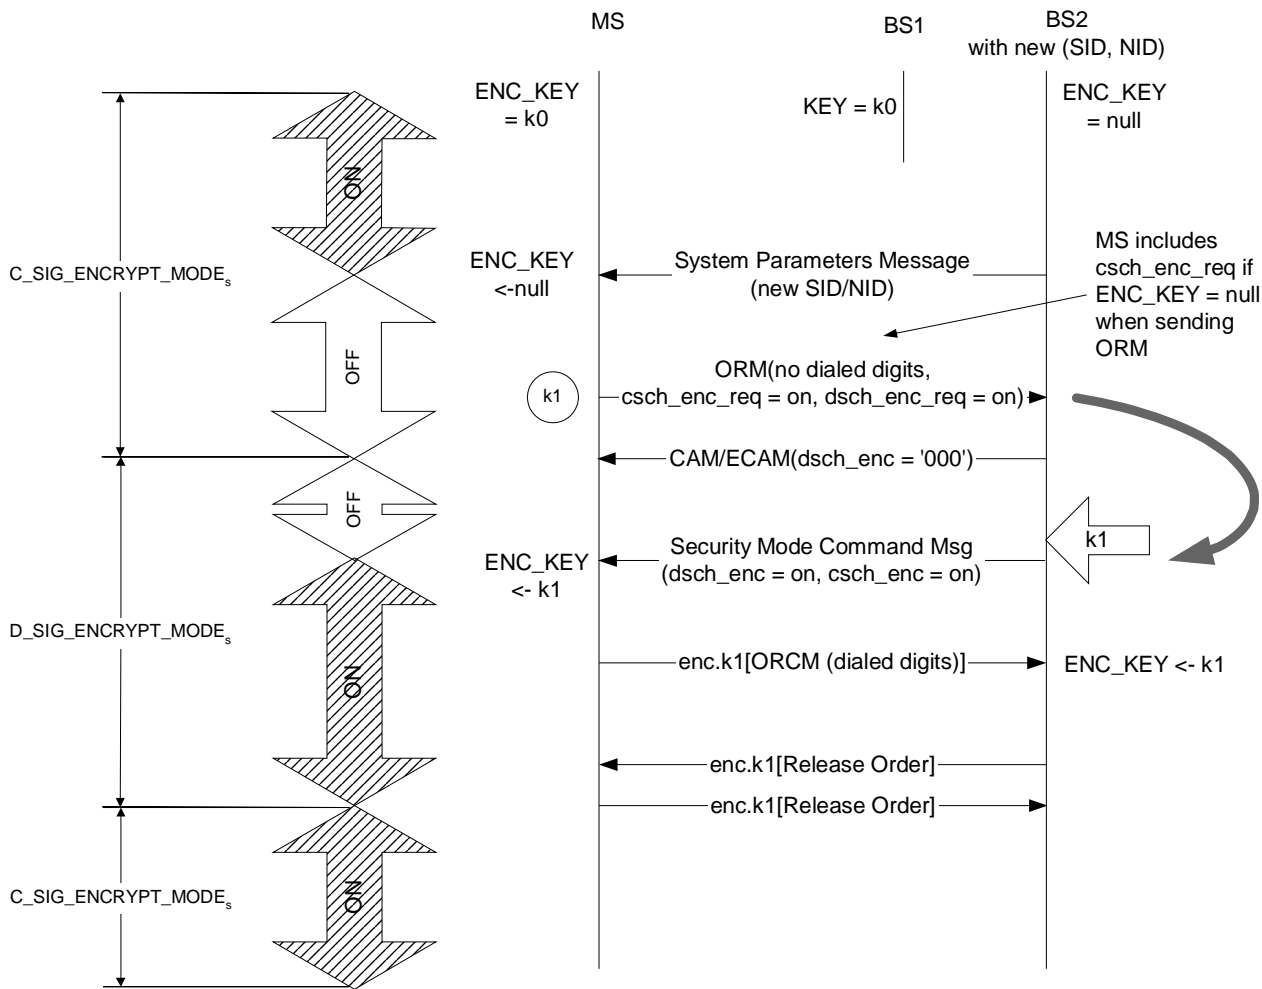 MS
BS1
BS2
with new (SID, NID)
ENC_KEY
= k0
KEY = k0
ENC_KEY
= null
ON
C_SIG_ENCRYPT_MODEs
ENC_KEY
<-null
System Parameters Message
(new SID/NID)
MS includes
csch_enc_req if
ENC_KEY = null
when sending
ORM
OFF
k1
ORM(no dialed digits,
csch_enc_req = on, dsch_enc_req = on)
CAM/ECAM(dsch_enc = '000')
OFF
k1
ENC_KEY
<- k1
Security Mode Command Msg
(dsch_enc = on, csch_enc = on)
D_SIG_ENCRYPT_MODEs
ON
enc.k1[ORCM (dialed digits)]
ENC_KEY <- k1
enc.k1[Release Order]
enc.k1[Release Order]
C_SIG_ENCRYPT_MODEs
ON